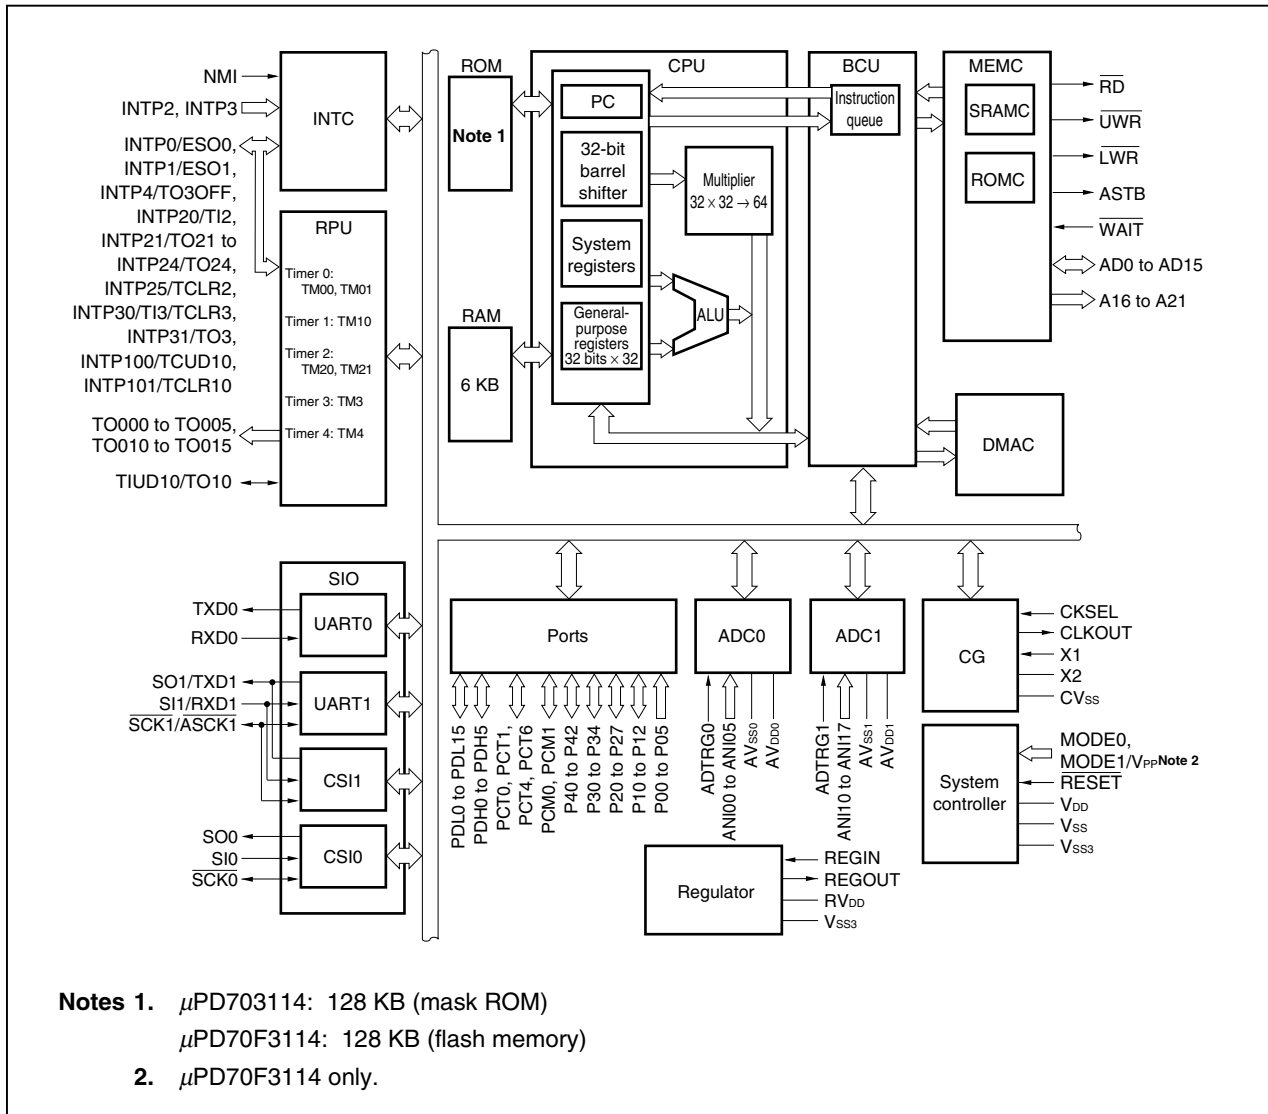 NMI
INTP2, INTP3
INTP0/ESO0,
INTP1/ESO1,
INTP4/TO3OFF,
INTP20/TI2,
INTP21/TO21 to
INTP24/TO24,
INTP25/TCLR2,
INTP30/TI3/TCLR3,
INTP31/TO3,
INTP100/TCUD10,
INTP101/TCLR10
TO000 to TO005,
TO010 to TO015
TIUD10/TO10
INTC
RPU
Timer 0:
TM00, TM01
Timer 1: TM10
Timer 2:
TM20, TM21
Timer 3: TM3
Timer 4: TM4
ROM
Note 1
RAM
6 KB
CPU
PC
32-bit
barrel
shifter
System
registers
General-
purpose
registers
32 bits × 32
Multiplier
32 × 32 → 64
ALU
BCU
Instruction
queue
MEMC
SRAMC
ROMC
RD
UWR
LWR
ASTB
WAIT
AD0 to AD15
A16 to A21
DMAC
SIO
UART0
UART1
CSI1
CSI0
TXD0
RXD0
SO1/TXD1
SI1/RXD1
SCK1/ASCK1
SO0
SI0
SCK0
Ports
PDL0 to PDL15
PDH0 to PDH5
PCT0, PCT1,
PCT4, PCT6
PCM0, PCM1
P40 to P42
P30 to P34
P20 to P27
P10 to P12
P00 to P05
ADC0
ADTRG0
ANI00 to ANI05
AVSS0
AVDD0
ADC1
ADTRG1
ANI10 to ANI17
AVSS1
AVDD1
CG
CKSEL
CLKOUT
X1
X2
CVSS
System
controller
MODE0,
MODE1/VPP Note 2
RESET
VDD
VSS
VSS3
Regulator
REGIN
REGOUT
RVDD
VSS3
Notes 1. μPD703114: 128 KB (mask ROM)
μPD70F3114: 128 KB (flash memory)
2. μPD70F3114 only.